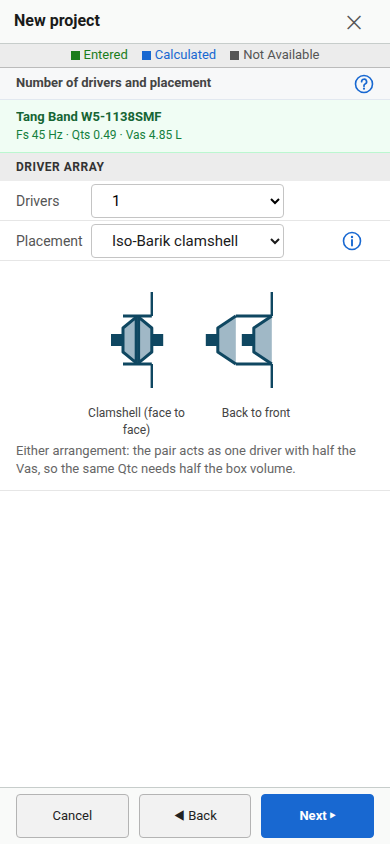 New project
Entered Calculated Not Available
Number of drivers and placement
Tang Band W5-1138SMF
Fs 45 Hz · Qts 0.49 · Vas 4.85 L
DRIVER ARRAY
Drivers 1
Placement Iso-Barik clamshell
Clamshell (face to face)
Back to front
Either arrangement: the pair acts as one driver with half the
Vas, so the same Qtc needs half the box volume.
Cancel ◀ Back Next ▸